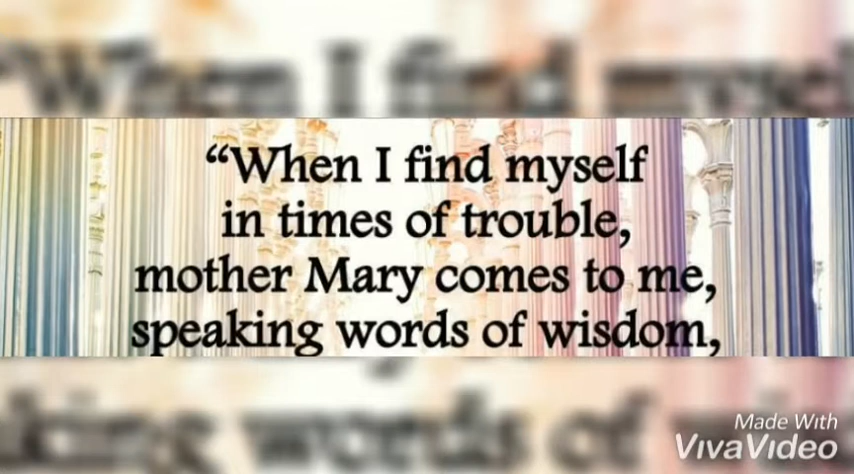 “When I find myself
in times of trouble,
mother Mary comes to me,
speaking words of wisdom,
Made With
VivaVideo